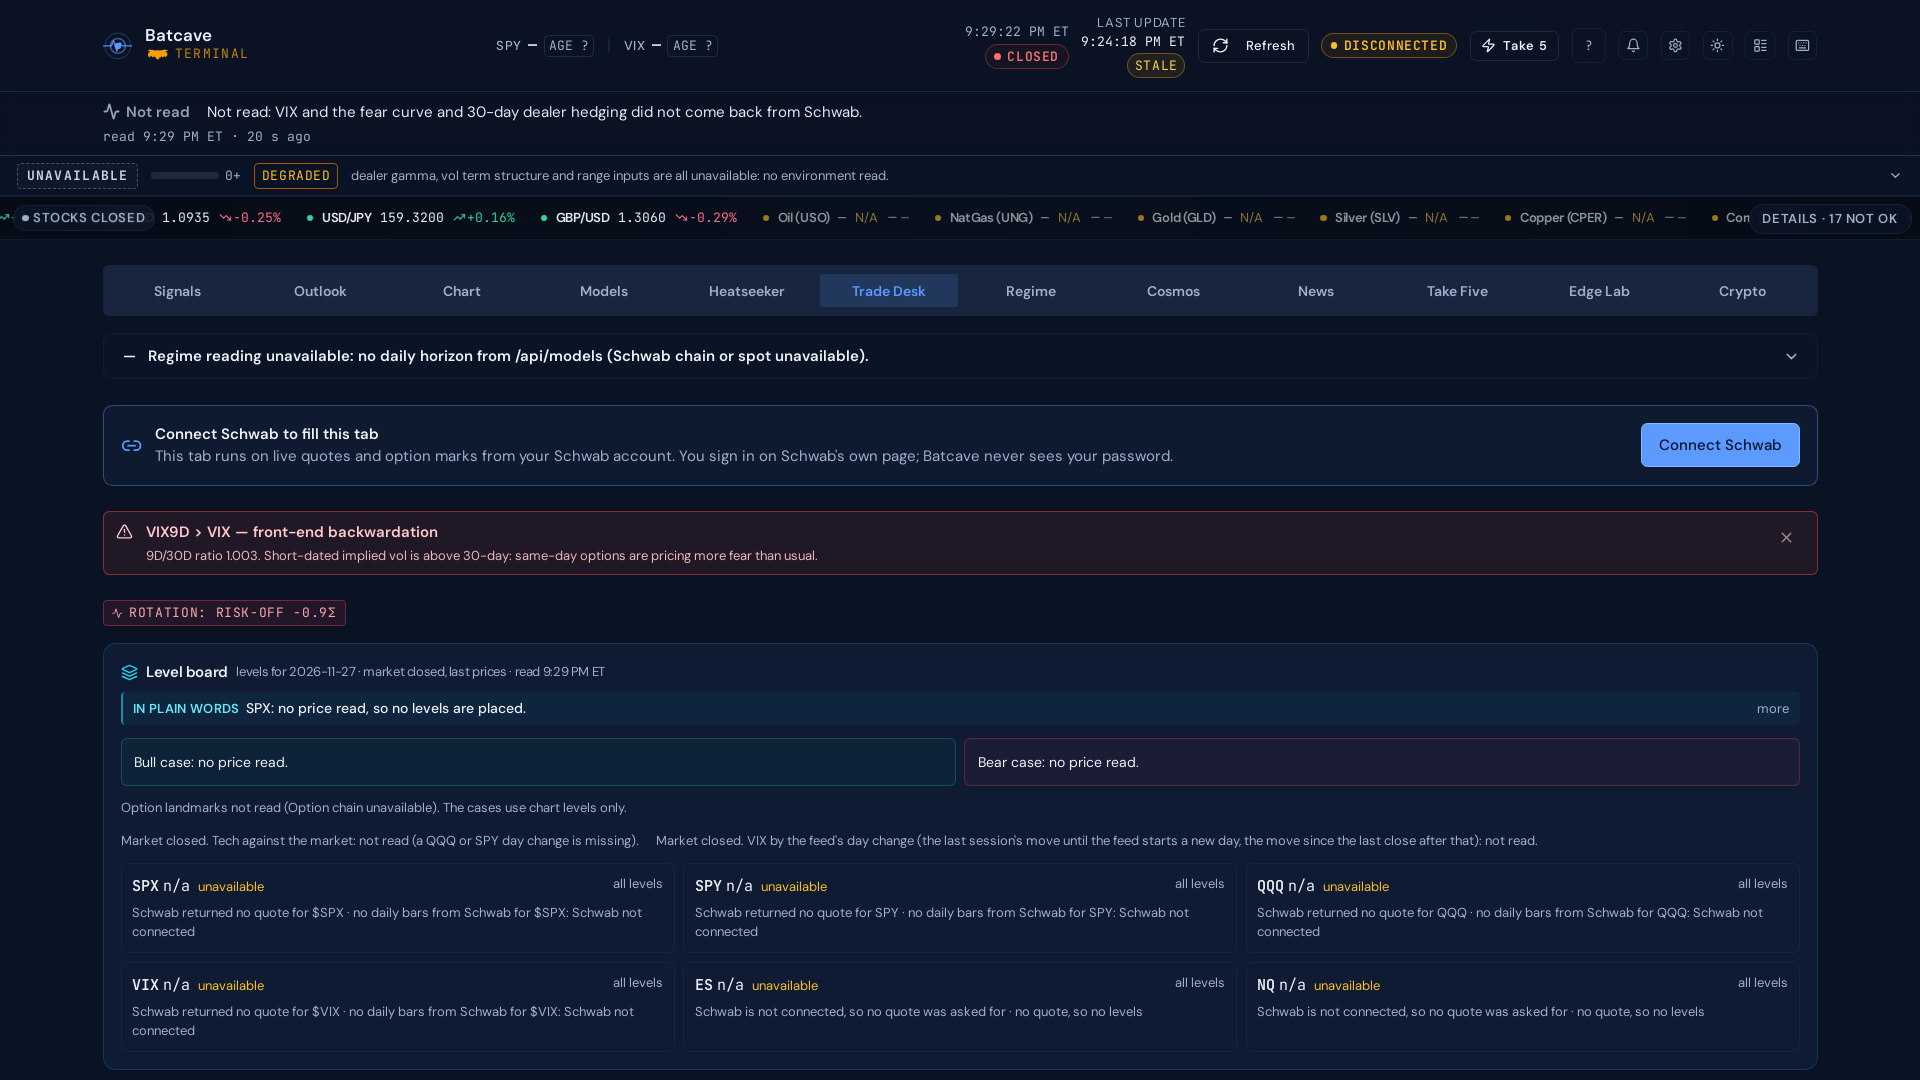 Batcave
TERMINAL
SPY — AGE ? | VIX — AGE ?
9:29:22 PM ET
CLOSED
LAST UPDATE
9:24:18 PM ET
STALE
Refresh
DISCONNECTED
Take 5
?
Not read Not read: VIX and the fear curve and 30-day dealer hedging did not come back from Schwab.
read 9:29 PM ET · 20 s ago
UNAVAILABLE 0+ DEGRADED dealer gamma, vol term structure and range inputs are all unavailable: no environment read.
STOCKS CLOSED 1.0935 -0.25% USD/JPY 159.3200 +0.16% GBP/USD 1.3060 -0.29% Oil (USO) — N/A —— NatGas (UNG) — N/A —— Gold (GLD) — N/A —— Silver (SLV) — N/A —— Copper (CPER) — N/A —— DETAILS · 17 NOT OK
Signals Outlook Chart Models Heatseeker Trade Desk Regime Cosmos News Take Five Edge Lab Crypto
— Regime reading unavailable: no daily horizon from /api/models (Schwab chain or spot unavailable).
Connect Schwab to fill this tab
This tab runs on live quotes and option marks from your Schwab account. You sign in on Schwab's own page; Batcave never sees your password.
Connect Schwab
VIX9D > VIX — front-end backwardation
9D/30D ratio 1.003. Short-dated implied vol is above 30-day: same-day options are pricing more fear than usual.
ROTATION: RISK-OFF -0.9Σ
Level board levels for 2026-11-27 · market closed, last prices · read 9:29 PM ET
IN PLAIN WORDS SPX: no price read, so no levels are placed. more
Bull case: no price read.
Bear case: no price read.
Option landmarks not read (Option chain unavailable). The cases use chart levels only.
Market closed. Tech against the market: not read (a QQQ or SPY day change is missing). Market closed. VIX by the feed's day change (the last session's move until the feed starts a new day, the move since the last close after that): not read.
SPX n/a unavailable all levels
Schwab returned no quote for $SPX · no daily bars from Schwab for $SPX: Schwab not
connected
SPY n/a unavailable all levels
Schwab returned no quote for SPY · no daily bars from Schwab for SPY: Schwab not
connected
QQQ n/a unavailable all levels
Schwab returned no quote for QQQ · no daily bars from Schwab for QQQ: Schwab not
connected
VIX n/a unavailable all levels
Schwab returned no quote for $VIX · no daily bars from Schwab for $VIX: Schwab not
connected
ES n/a unavailable all levels
Schwab is not connected, so no quote was asked for · no quote, so no levels
NQ n/a unavailable all levels
Schwab is not connected, so no quote was asked for · no quote, so no levels